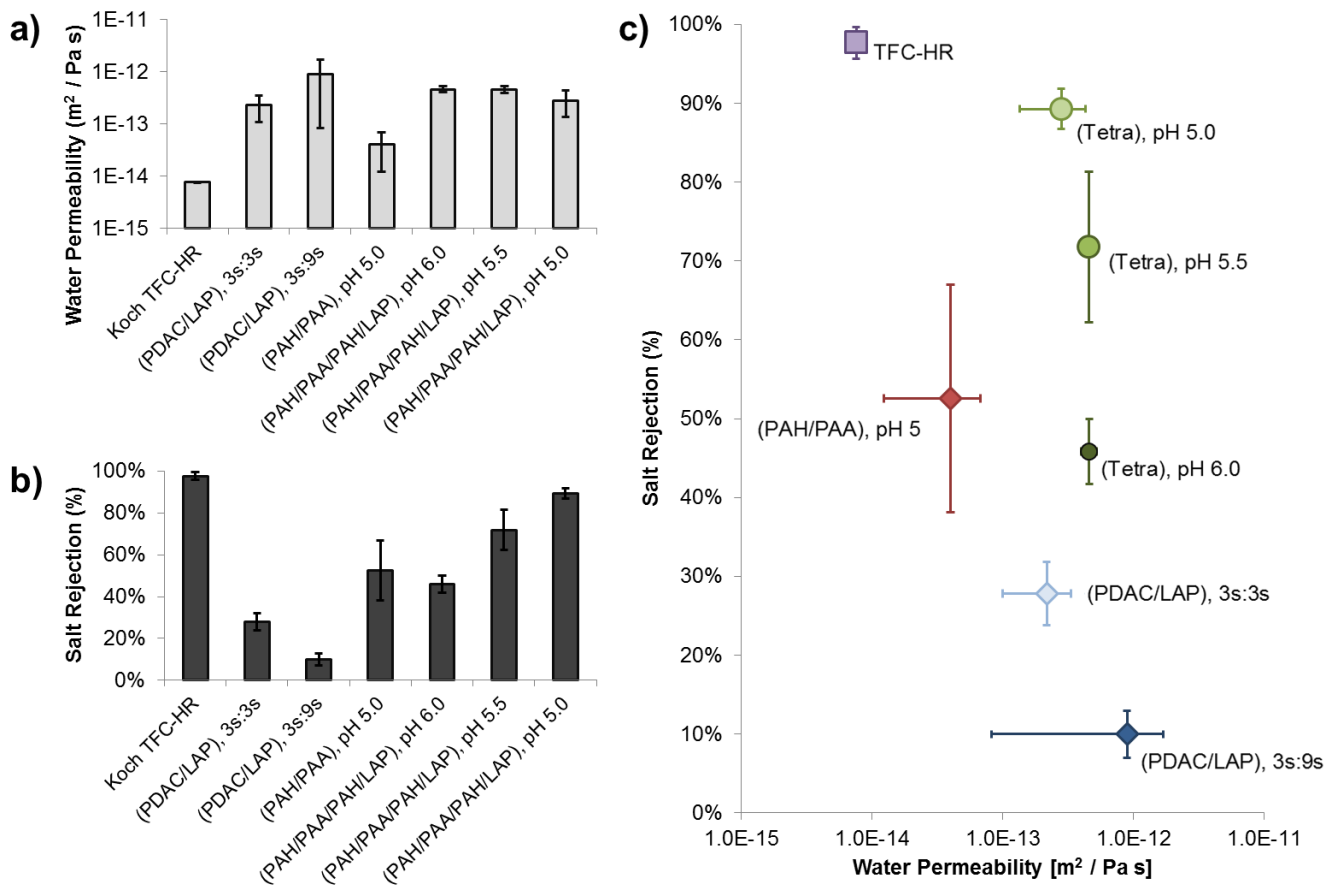 a)
Water Permeability (m² / Pa s)
1E-11
1E-12
1E-13
1E-14
1E-15
Koch TFC-HR
(PDAC/LAP), 3s:3s
(PDAC/LAP), 3s:9s
(PAH/PAA), pH 5.0
(PAH/PAA/PAH/LAP), pH 6.0
(PAH/PAA/PAH/LAP), pH 5.5
(PAH/PAA/PAH/LAP), pH 5.0
b)
Salt Rejection (%)
100%
80%
60%
40%
20%
0%
Koch TFC-HR
(PDAC/LAP), 3s:3s
(PDAC/LAP), 3s:9s
(PAH/PAA), pH 5.0
(PAH/PAA/PAH/LAP), pH 6.0
(PAH/PAA/PAH/LAP), pH 5.5
(PAH/PAA/PAH/LAP), pH 5.0
c)
Salt Rejection (%)
100%
90%
80%
70%
60%
50%
40%
30%
20%
10%
0%
TFC-HR
(Tetra), pH 5.0
(Tetra), pH 5.5
(PAH/PAA), pH 5
(Tetra), pH 6.0
(PDAC/LAP), 3s:3s
(PDAC/LAP), 3s:9s
1.0E-15
1.0E-14
1.0E-13
1.0E-12
1.0E-11
Water Permeability [m² / Pa s]